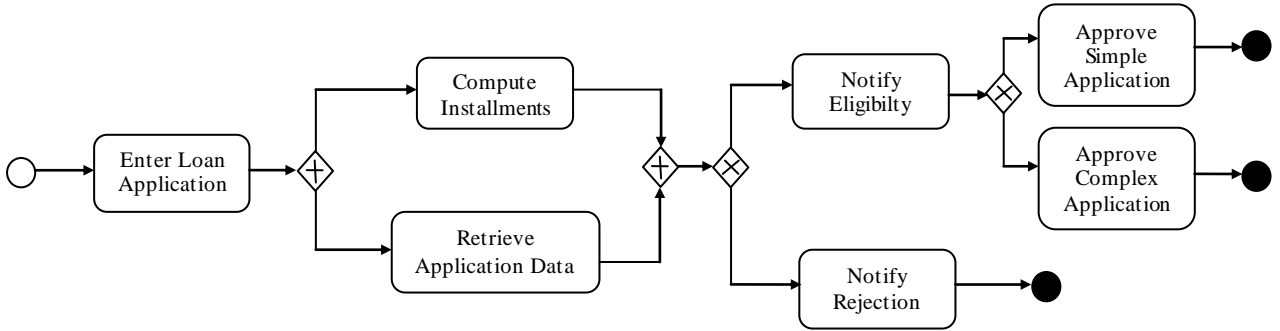 Enter Loan
Application
Compute
Installments
Retrieve
Application Data
Notify
Eligibilty
Notify
Rejection
Approve
Simple
Application
Approve
Complex
Application